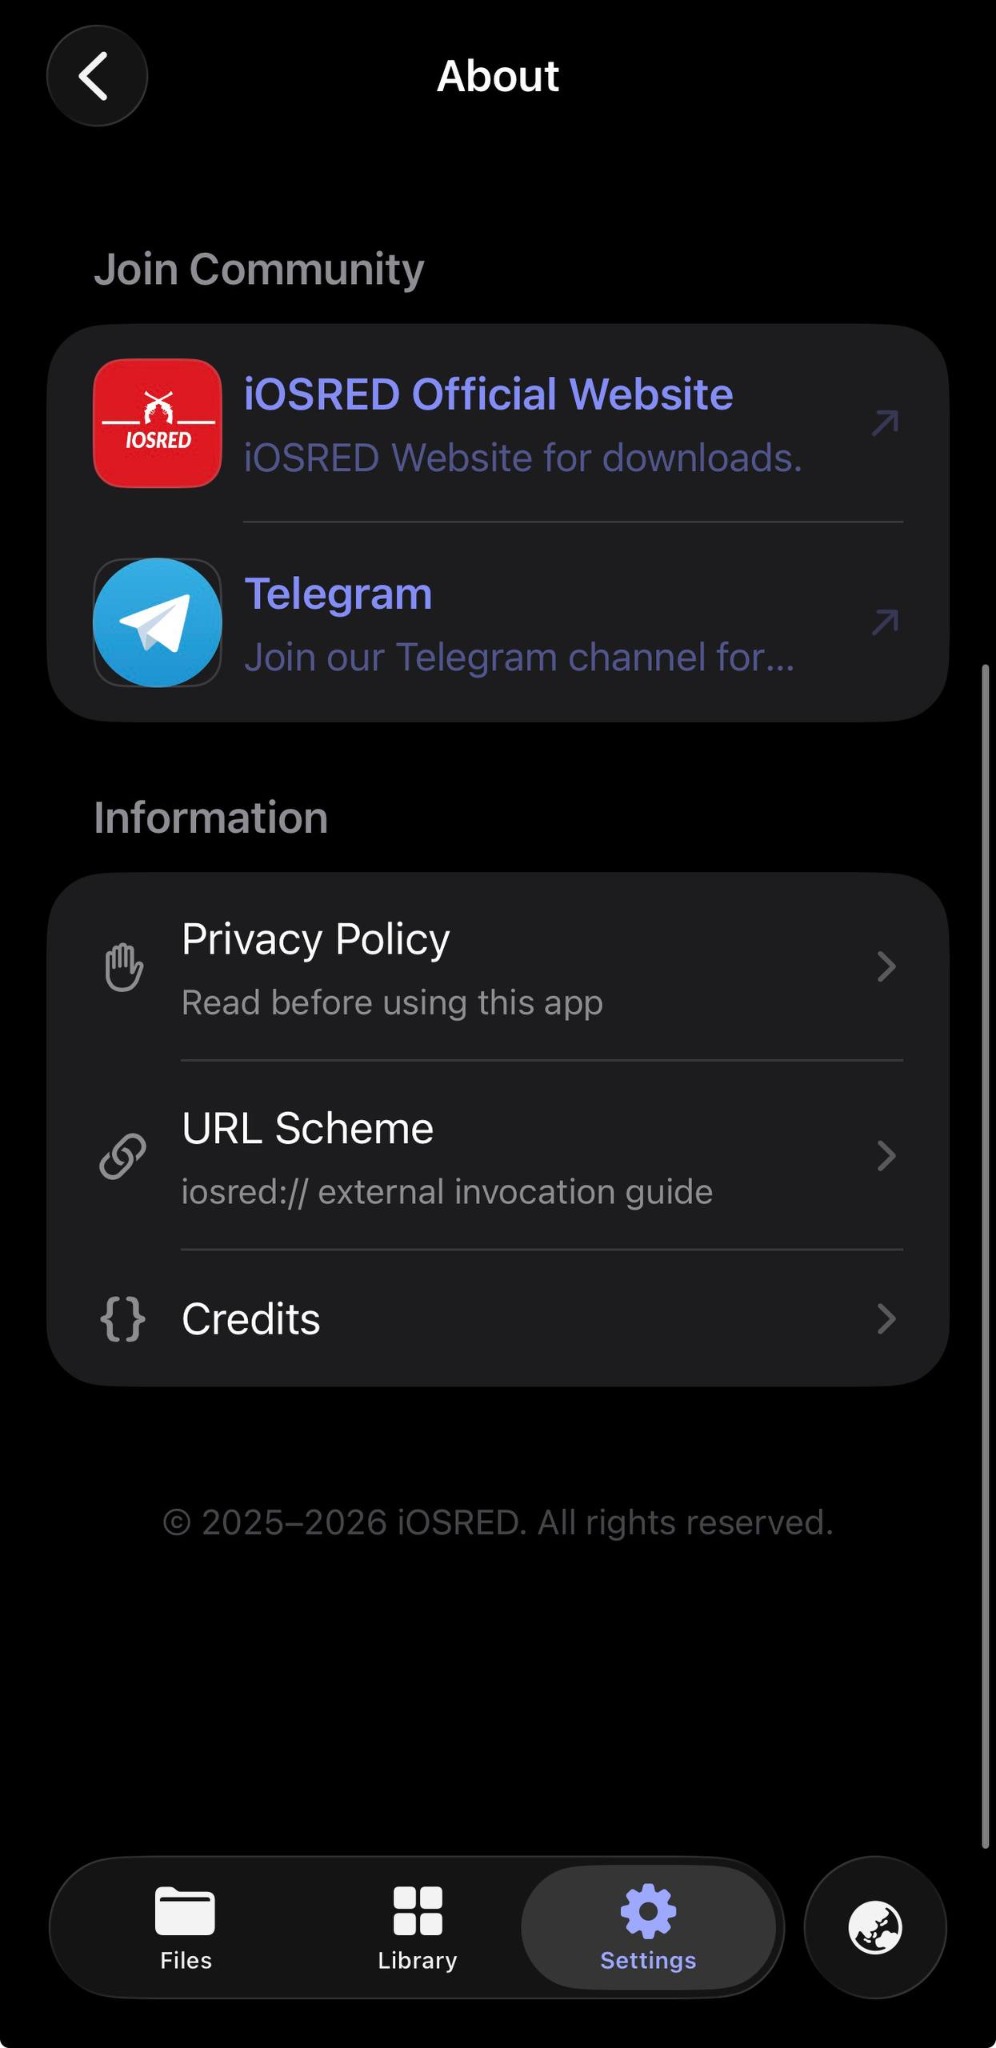 About
Join Community
IOSRED
iOSRED Official Website
iOSRED Website for downloads.
Telegram
Join our Telegram channel for...
Information
Privacy Policy
Read before using this app
URL Scheme
iosred:// external invocation guide
{} Credits
© 2025–2026 iOSRED. All rights reserved.
Files
Library
Settings